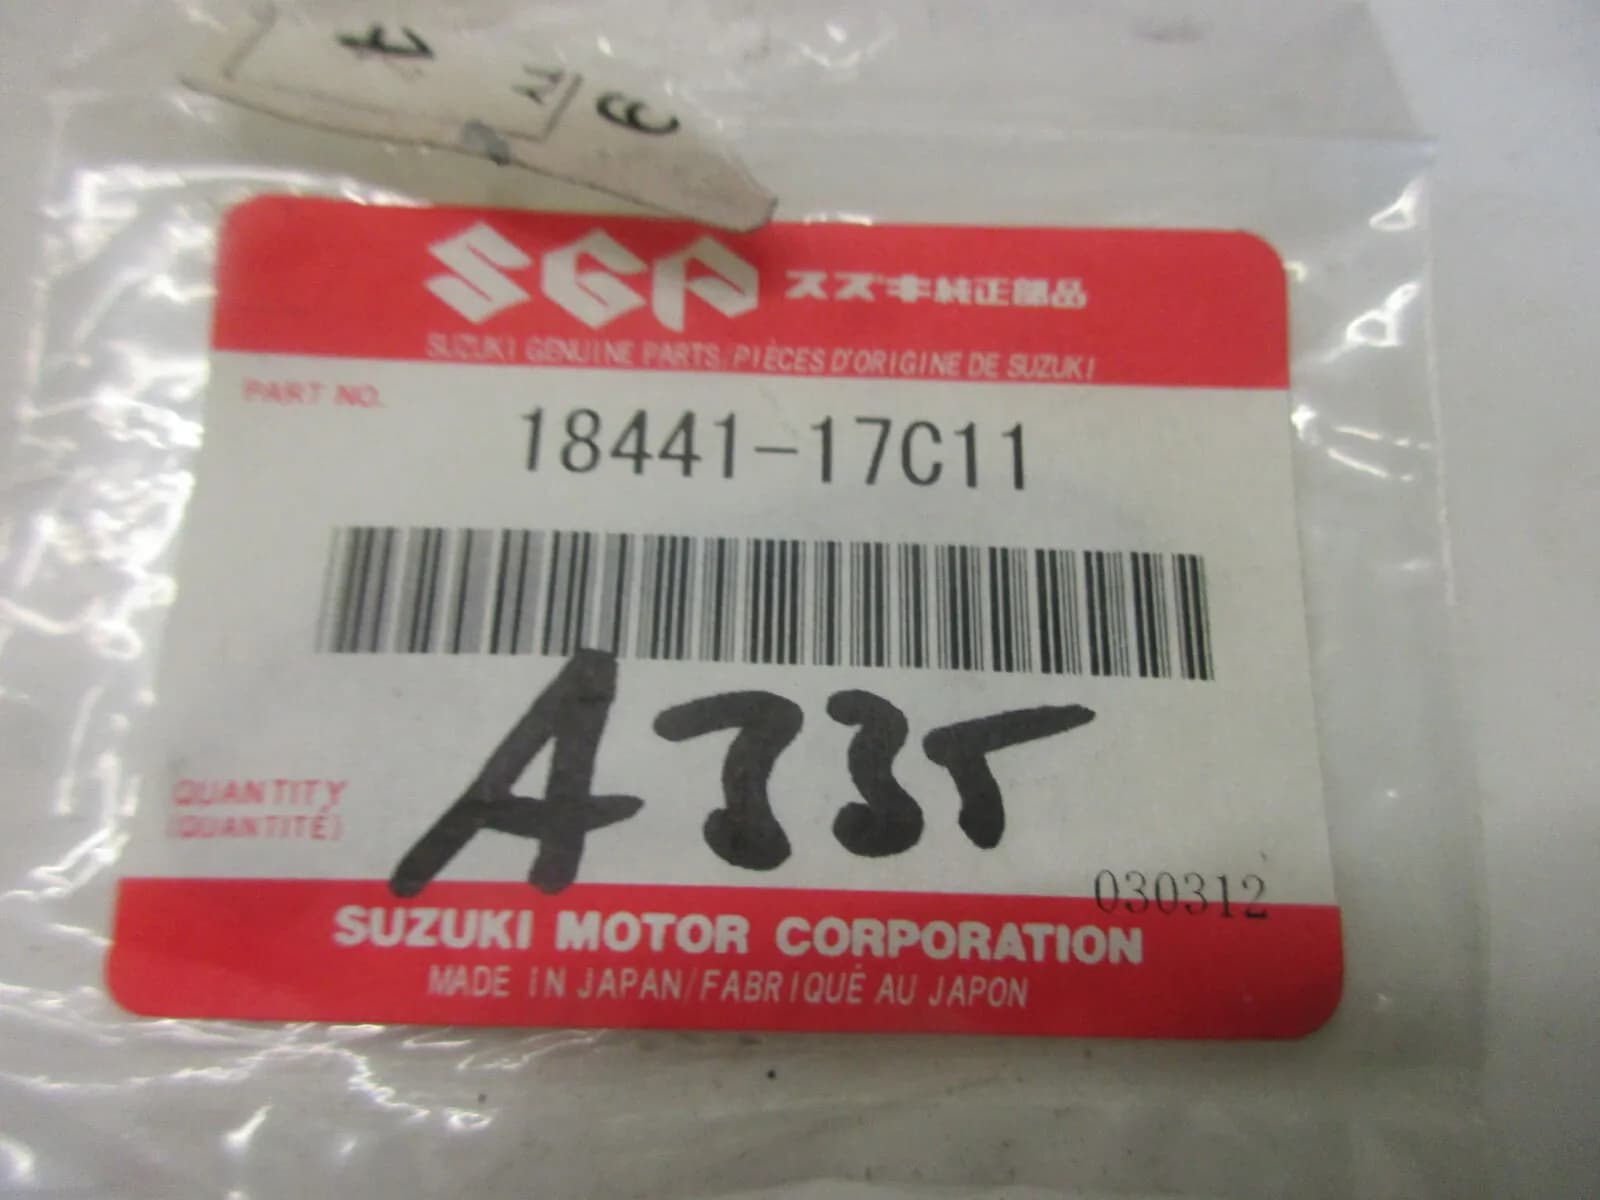 SGP スズキ純正部品
SUZUKI GENUINE PARTS/PIÈCES D'ORIGINE DE SUZUKI
PART NO.
18441-17C11
A335
QUANTITY
(QUANTITÉ)
030312
SUZUKI MOTOR CORPORATION
MADE IN JAPAN/FABRIQUÉ AU JAPON